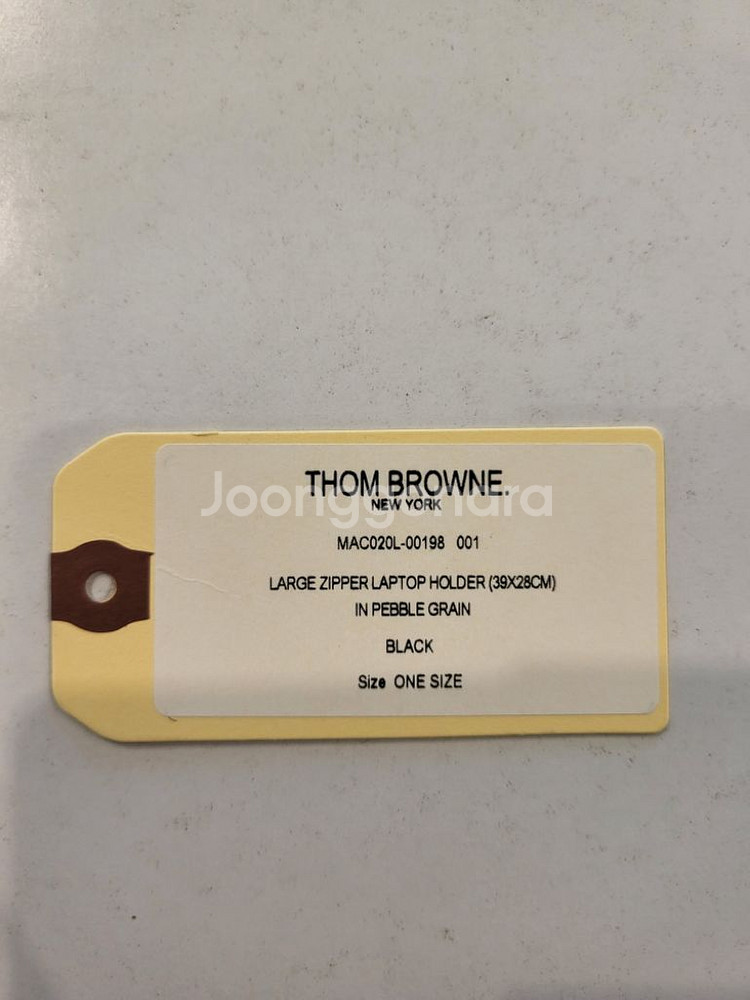 THOM BROWNE.
Joonggonara
NEW YORK
MAC020L-00198 001
LARGE ZIPPER LAPTOP HOLDER (39X28CM)
IN PEBBLE GRAIN
BLACK
Size ONE SIZE